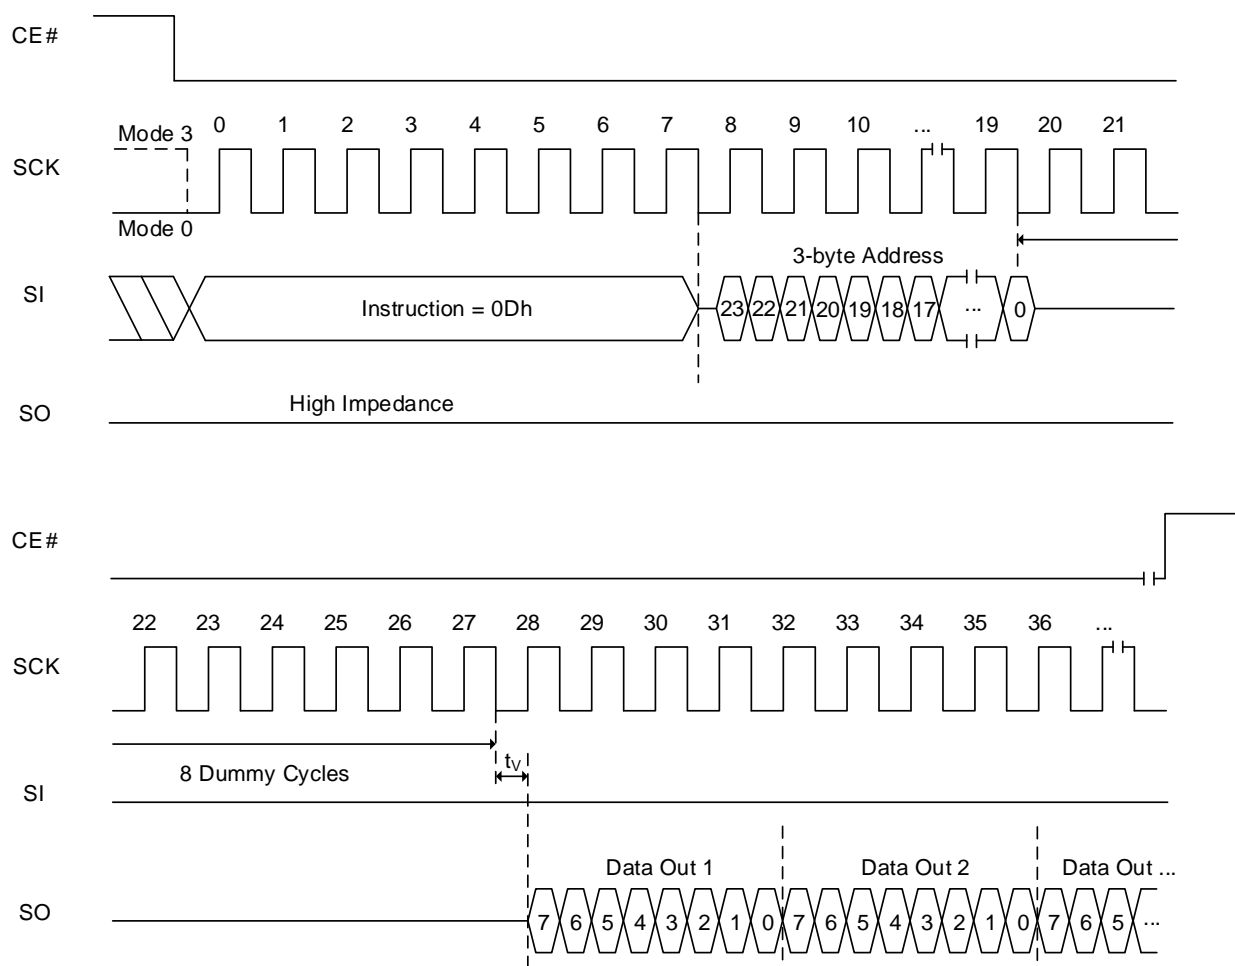 CE#
0 1 2 3 4 5 6 7 8 9 10 ... 19 20 21
Mode 3
SCK
Mode 0
3-byte Address
SI
Instruction = 0Dh
23 22 21 20 19 18 17 ... 0
High Impedance
SO
CE#
22 23 24 25 26 27 28 29 30 31 32 33 34 35 36 ...
SCK
tV
8 Dummy Cycles
SI
Data Out 1 Data Out 2 Data Out ...
SO
7 6 5 4 3 2 1 0 7 6 5 4 3 2 1 0 7 6 5 ...